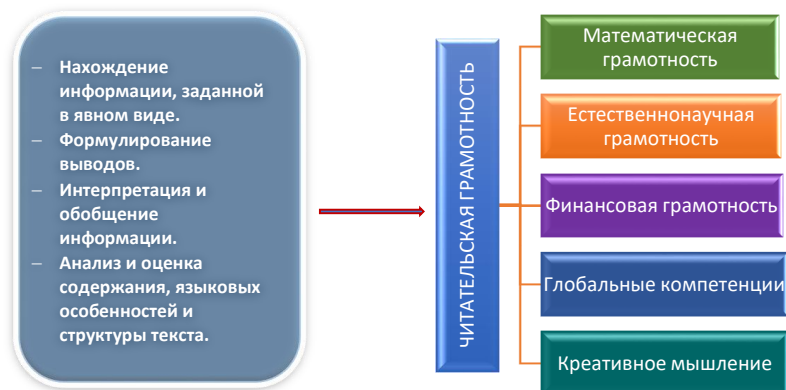 – Нахождение
информации, заданной
в явном виде.
– Формулирование
выводов.
– Интерпретация и
обобщение
информации.
– Анализ и оценка
содержания, языковых
особенностей и
структуры текста.
ЧИТАТЕЛЬСКАЯ ГРАМОТНОСТЬ
Математическая
грамотность
Естественнонаучная
грамотность
Финансовая грамотность
Глобальные компетенции
Креативное мышление